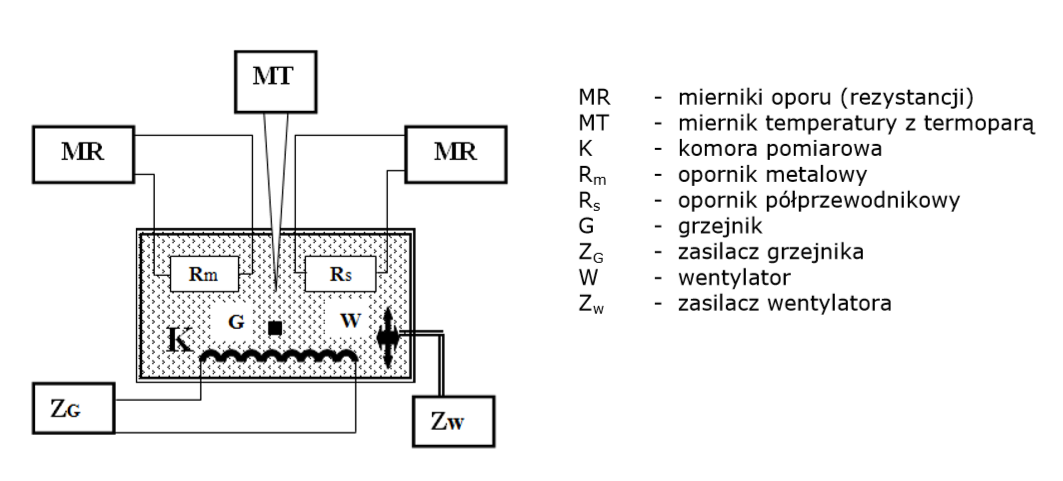 MT
MR
MR
Rm
Rs
G
W
K
ZG
Zw
MR - mierniki oporu (rezystancji)
MT - miernik temperatury z termoparą
K - komora pomiarowa
Rm - opornik metalowy
Rs - opornik półprzewodnikowy
G - grzejnik
ZG - zasilacz grzejnika
W - wentylator
Zw - zasilacz wentylatora